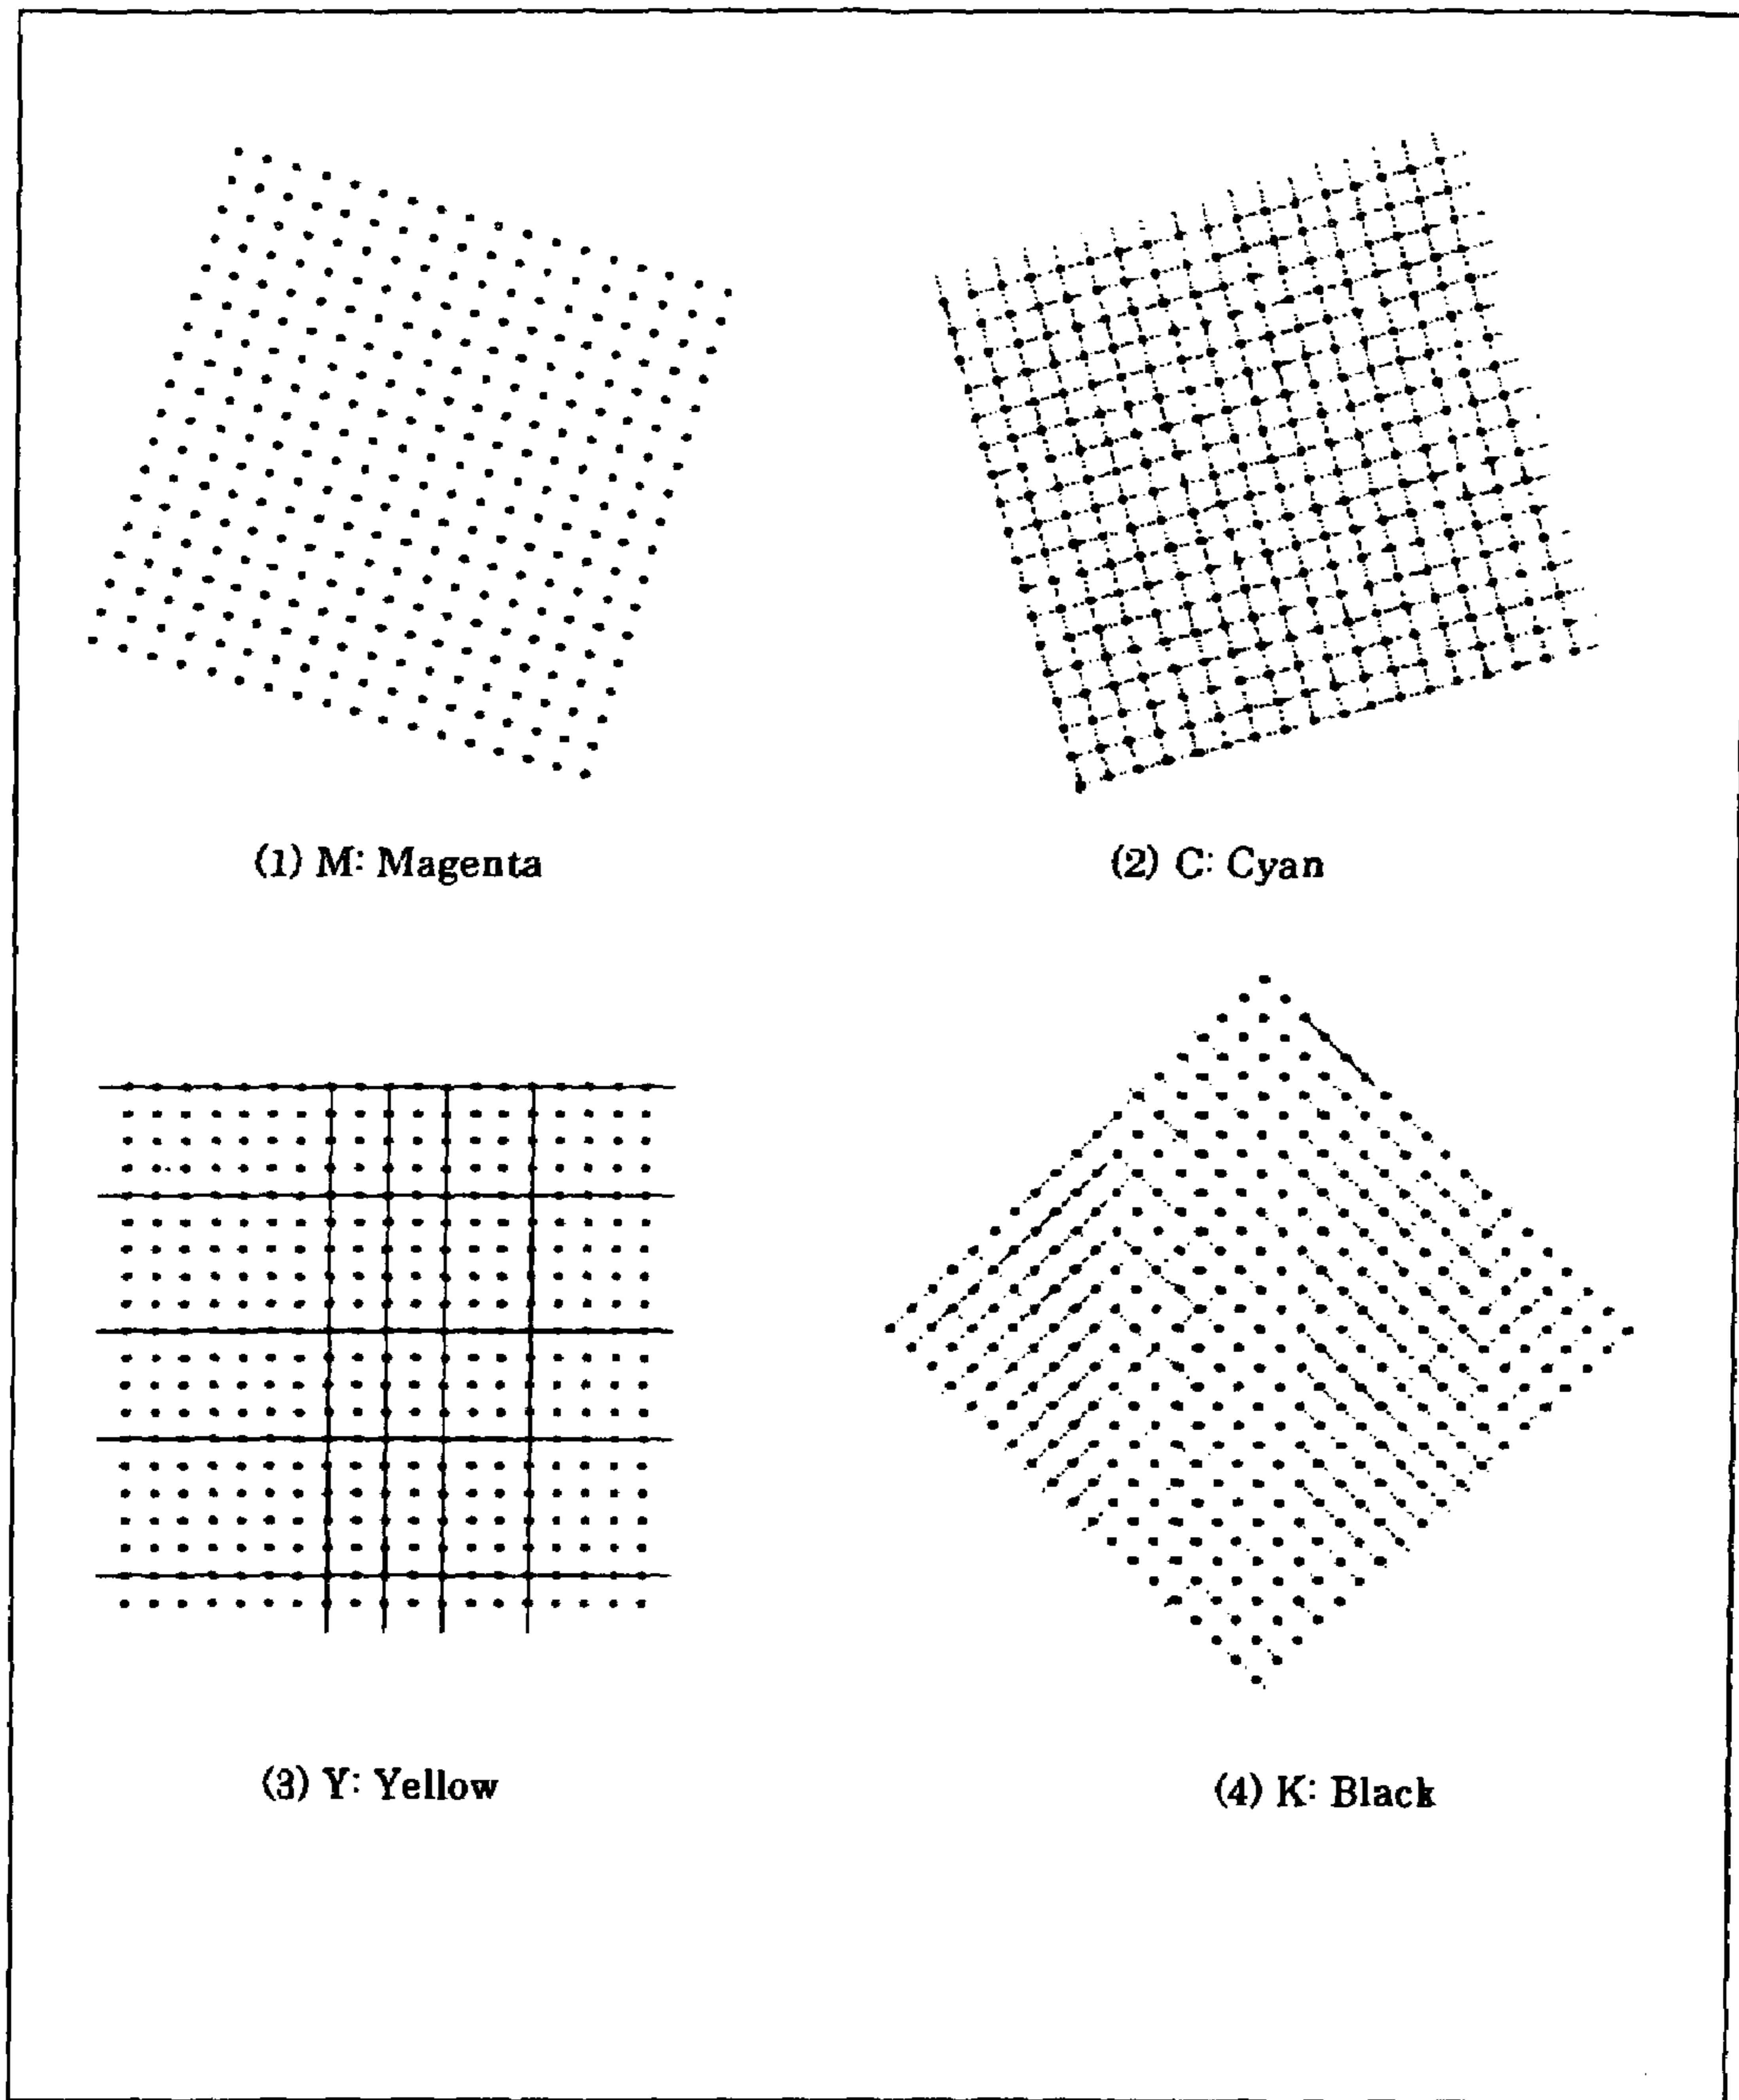 (1) M: Magenta
(2) C: Cyan
(3) Y: Yellow
(4) K: Black